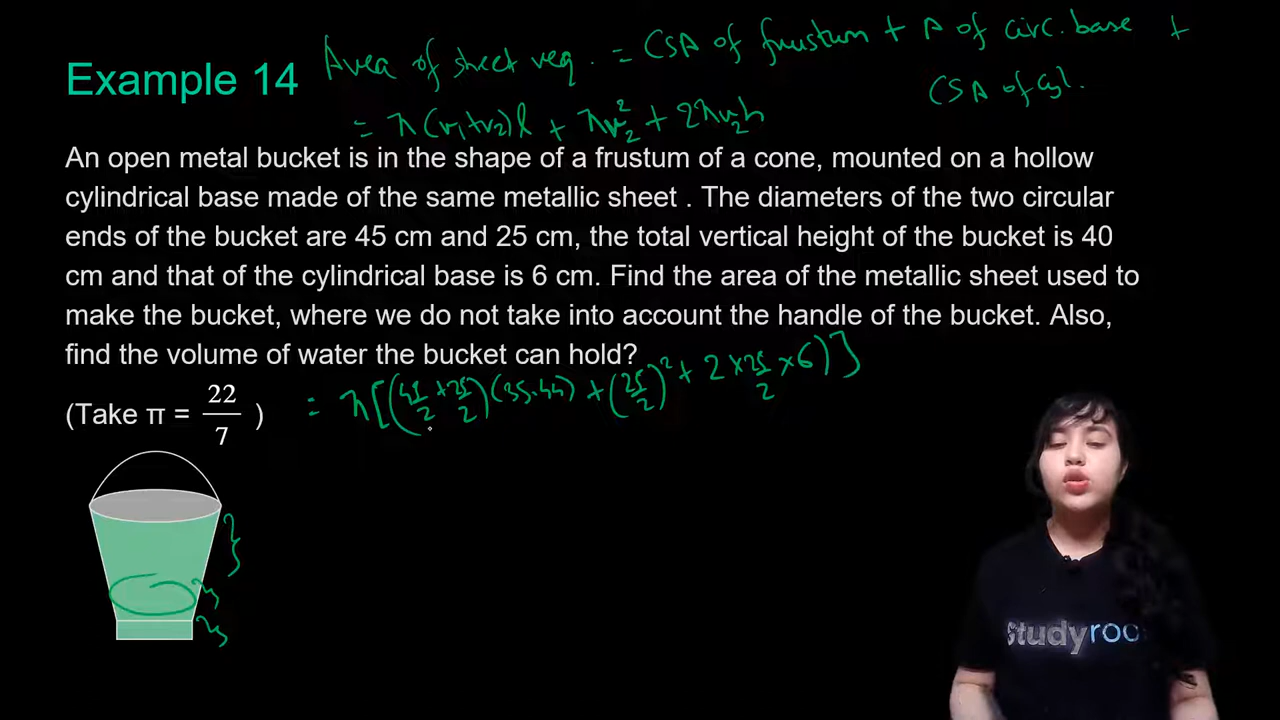 Area of sheet req. = CSA of frustum + A of circ. base +
CSA of cyl.
Example 14
= π(r₁+r₂)l + πr₂² + 2πr₂h
An open metal bucket is in the shape of a frustum of a cone, mounted on a hollow
cylindrical base made of the same metallic sheet . The diameters of the two circular
ends of the bucket are 45 cm and 25 cm, the total vertical height of the bucket is 40
cm and that of the cylindrical base is 6 cm. Find the area of the metallic sheet used to
make the bucket, where we do not take into account the handle of the bucket. Also,
find the volume of water the bucket can hold?
(Take π = 22/7 )
= π[(45/2 + 25/2)(35.44) + (25/2)² + 2 × 25/2 × 6)]
Studyroo